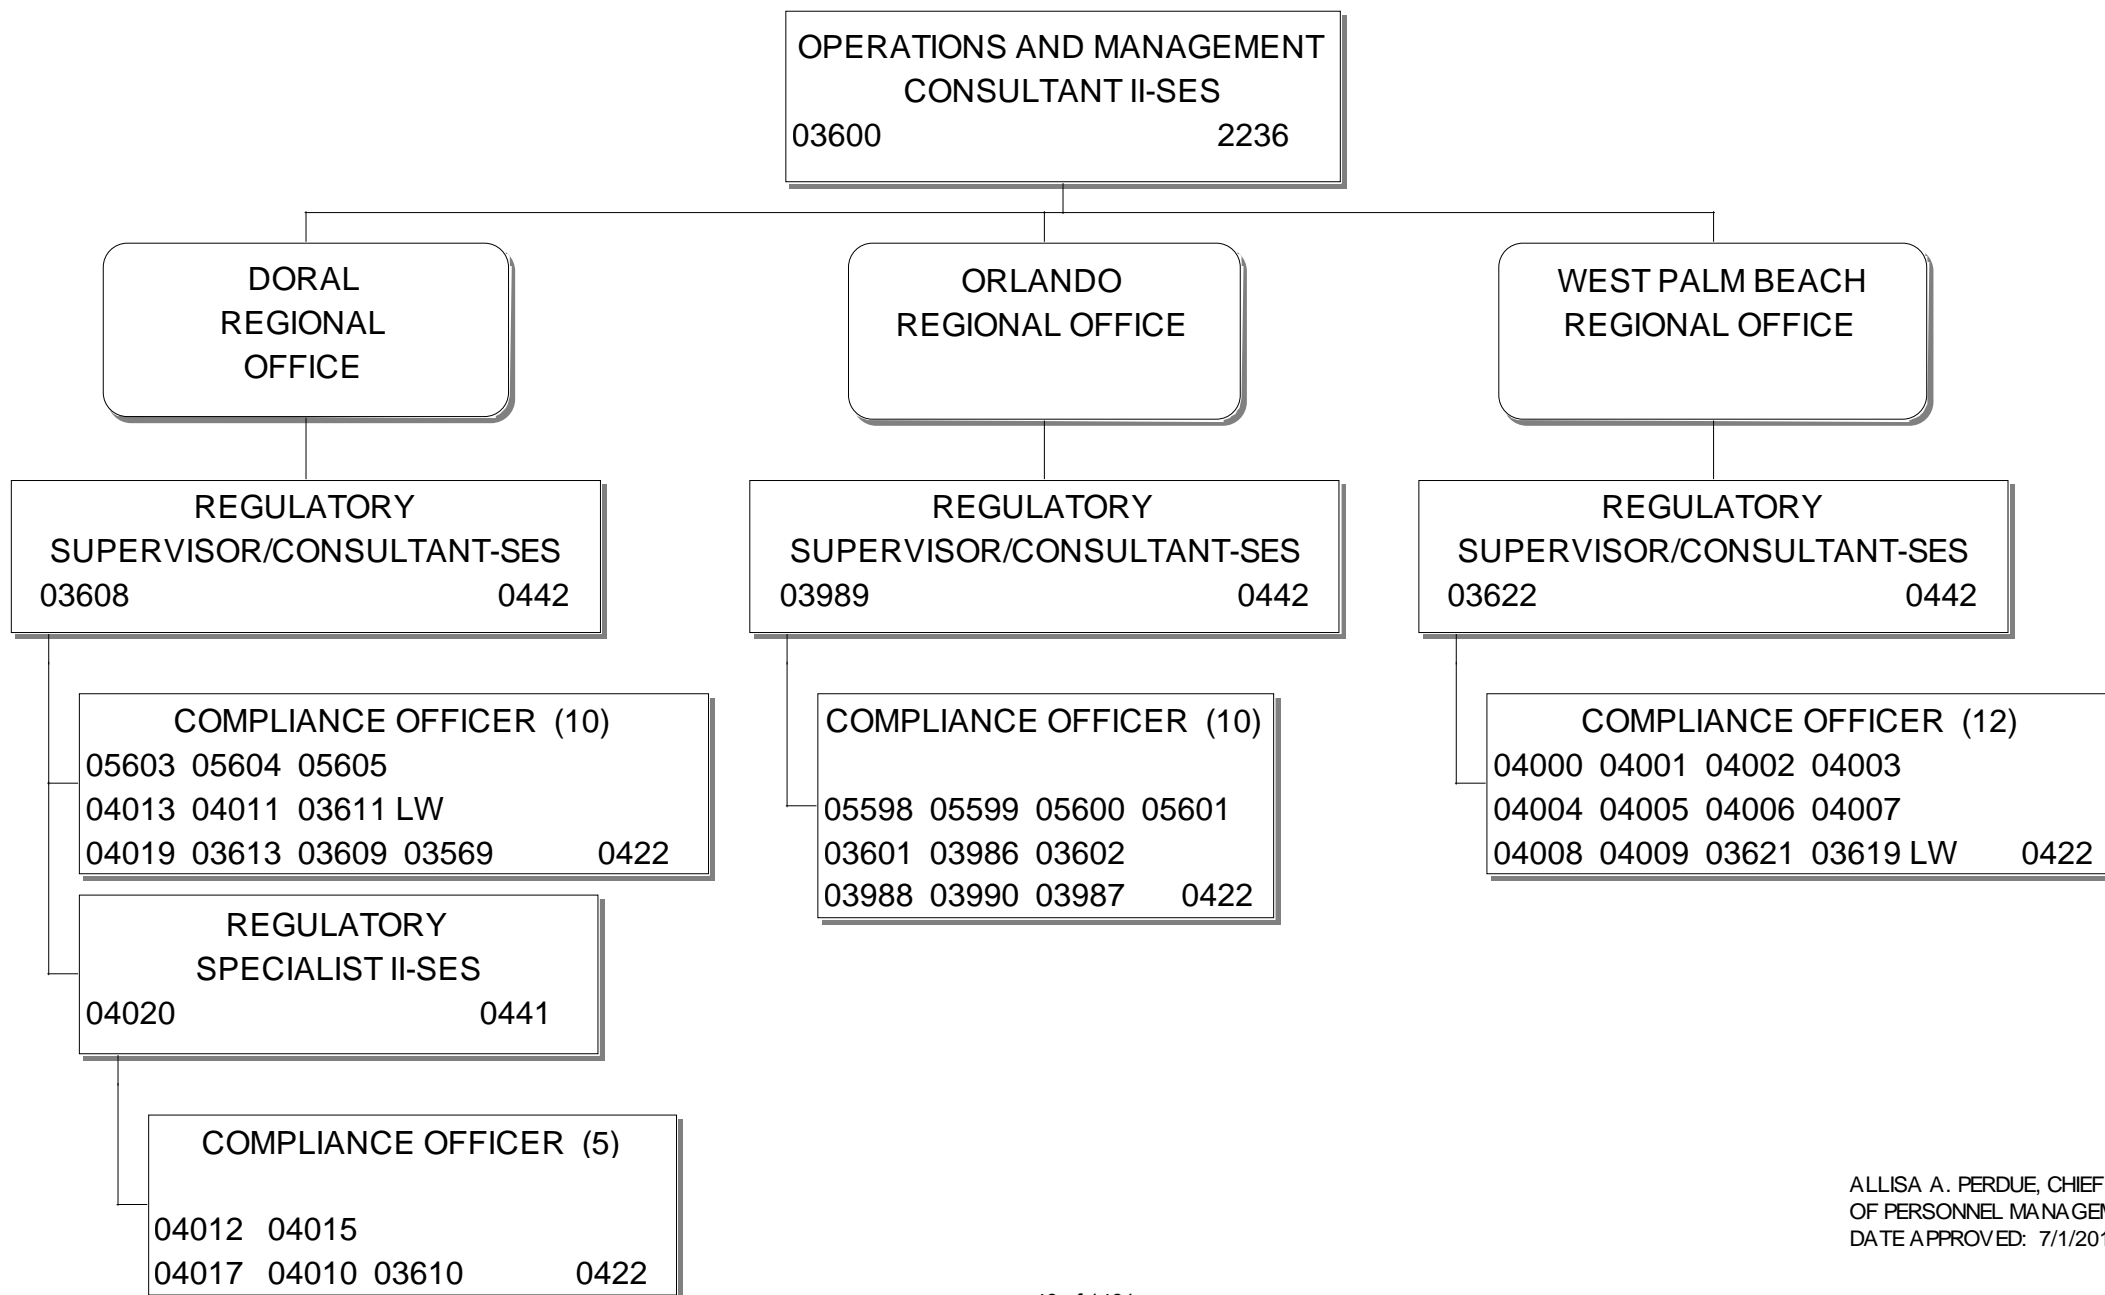 OPERATIONS AND MANAGEMENT
CONSULTANT II-SES
03600 2236
DORAL
REGIONAL
OFFICE
ORLANDO
REGIONAL OFFICE
WEST PALM BEACH
REGIONAL OFFICE
REGULATORY
SUPERVISOR/CONSULTANT-SES
03608 0442
REGULATORY
SUPERVISOR/CONSULTANT-SES
03989 0442
REGULATORY
SUPERVISOR/CONSULTANT-SES
03622 0442
COMPLIANCE OFFICER (10)
05603 05604 05605
04013 04011 03611 LW
04019 03613 03609 03569 0422
COMPLIANCE OFFICER (10)
05598 05599 05600 05601
03601 03986 03602
03988 03990 03987 0422
COMPLIANCE OFFICER (12)
04000 04001 04002 04003
04004 04005 04006 04007
04008 04009 03621 03619 LW 0422
REGULATORY
SPECIALIST II-SES
04020 0441
COMPLIANCE OFFICER (5)
04012 04015
04017 04010 03610 0422
ALLISA A. PERDUE, CHIEF
OF PERSONNEL
DATE APPROVED: